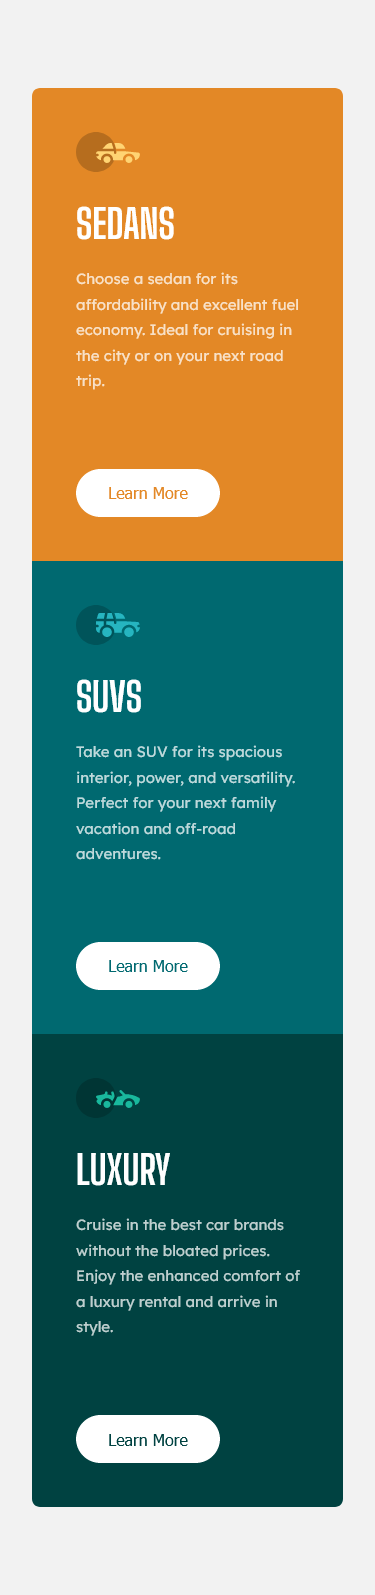 SEDANS
Choose a sedan for its
affordability and excellent fuel
economy. Ideal for cruising in
the city or on your next road
trip.
Learn More
SUVS
Take an SUV for its spacious
interior, power, and versatility.
Perfect for your next family
vacation and off-road
adventures.
Learn More
LUXURY
Cruise in the best car brands
without the bloated prices.
Enjoy the enhanced comfort of
a luxury rental and arrive in
style.
Learn More